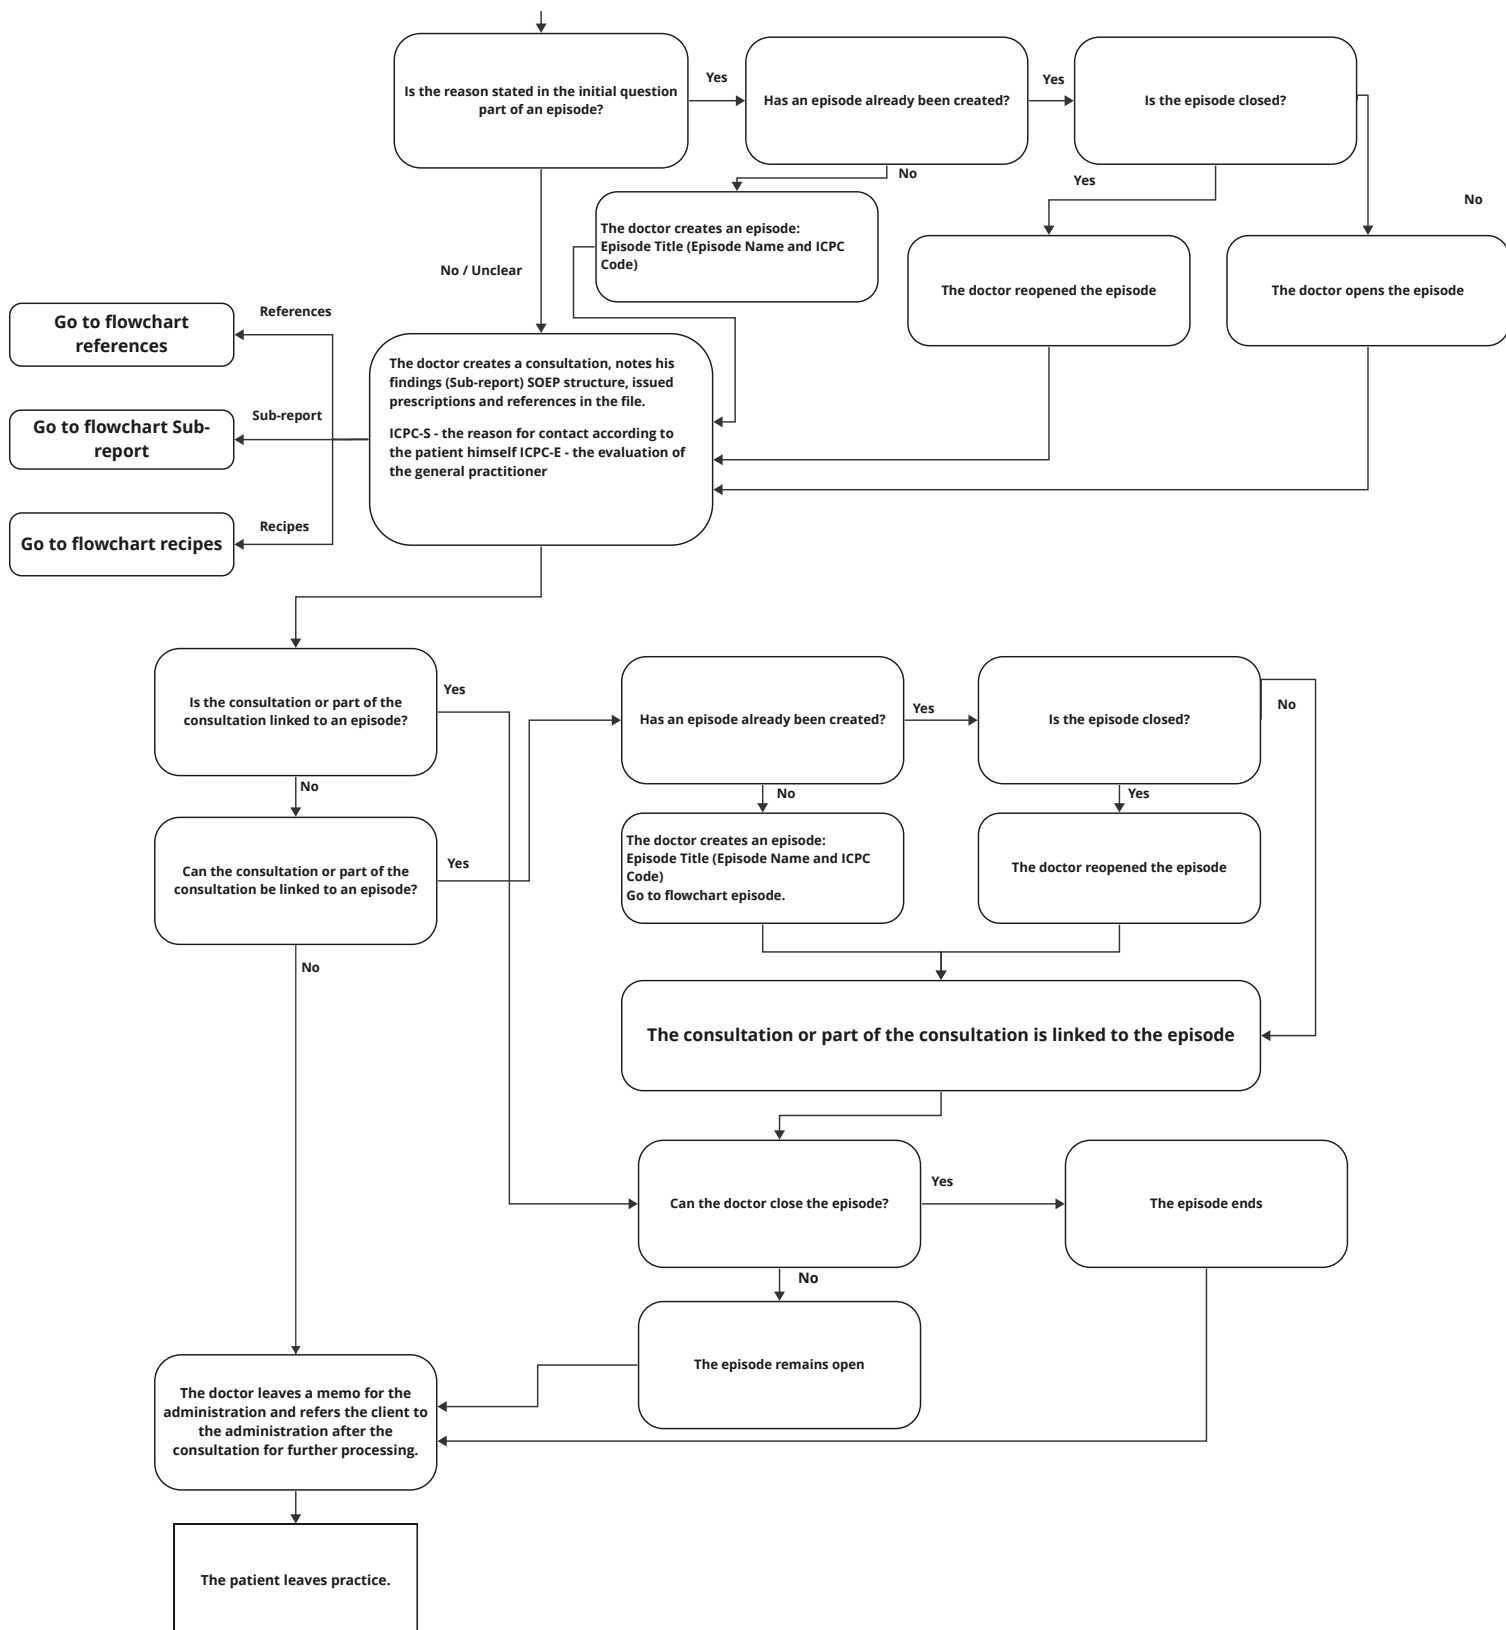 Is the reason stated in the initial question
part of an episode?
Yes
Has an episode already been created?
Yes
Is the episode closed?
No
Yes
No
The doctor creates an episode:
Episode Title (Episode Name and ICPC
Code)
No / Unclear
The doctor reopened the episode
The doctor opens the episode
References
Go to flowchart
references
The doctor creates a consultation, notes his
findings (Sub-report) SOEP structure, issued
prescriptions and references in the file.
ICPC-S - the reason for contact according to
the patient himself ICPC-E - the evaluation of
the general practitioner
Sub-report
Go to flowchart Sub-
report
Recipes
Go to flowchart recipes
Is the consultation or part of the
consultation linked to an episode?
Yes
Has an episode already been created?
Yes
Is the episode closed?
No
No
No
Yes
Can the consultation or part of the
consultation be linked to an episode?
Yes
The doctor creates an episode:
Episode Title (Episode Name and ICPC
Code)
Go to flowchart episode.
The doctor reopened the episode
No
The consultation or part of the consultation is linked to the episode
Can the doctor close the episode?
Yes
The episode ends
No
The episode remains open
The doctor leaves a memo for the
administration and refers the client to
the administration after the
consultation for further processing.
The patient leaves practice.